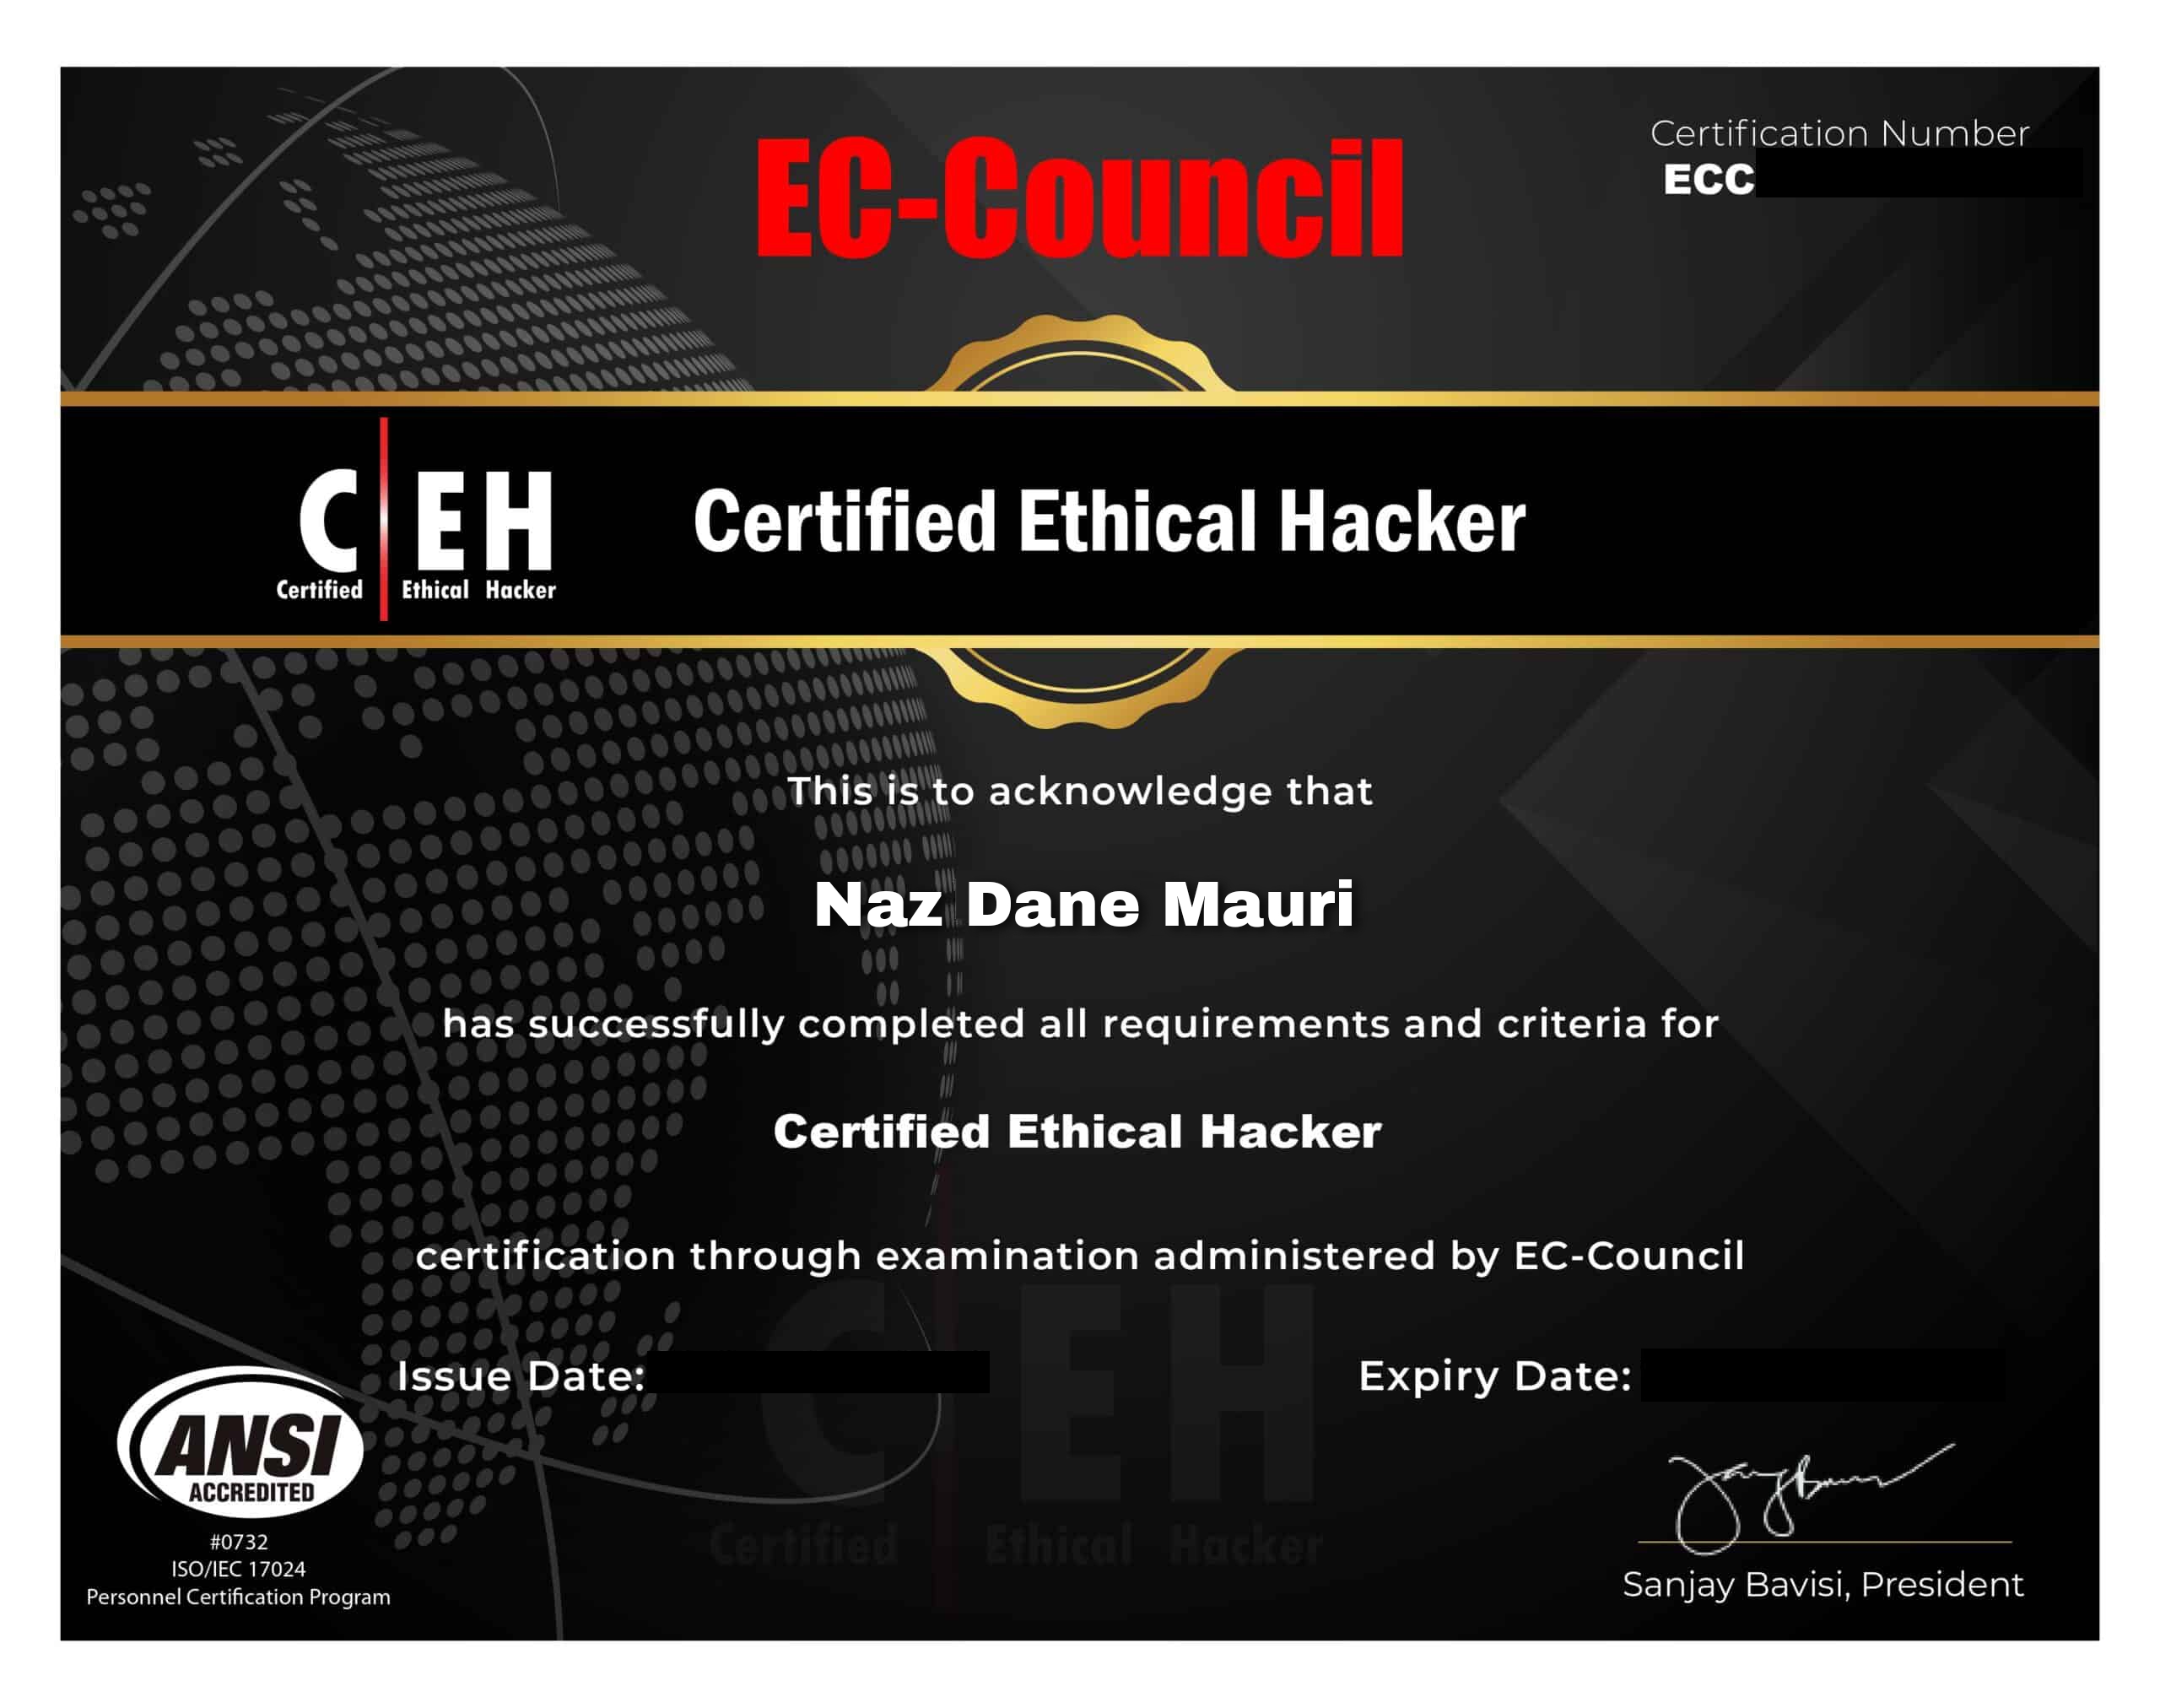 EC-Council
Certification Number
ECC
C EH
Certified Ethical Hacker
Certified Ethical Hacker
This is to acknowledge that
Naz Dane Mauri
has successfully completed all requirements and criteria for
Certified Ethical Hacker
certification through examination administered by EC-Council
Issue Date:
Expiry Date:
C EH
Certified Ethical Hacker
ANSI
ACCREDITED
#0732
ISO/IEC 17024
Personnel Certification Program
Sanjay Bavisi, President